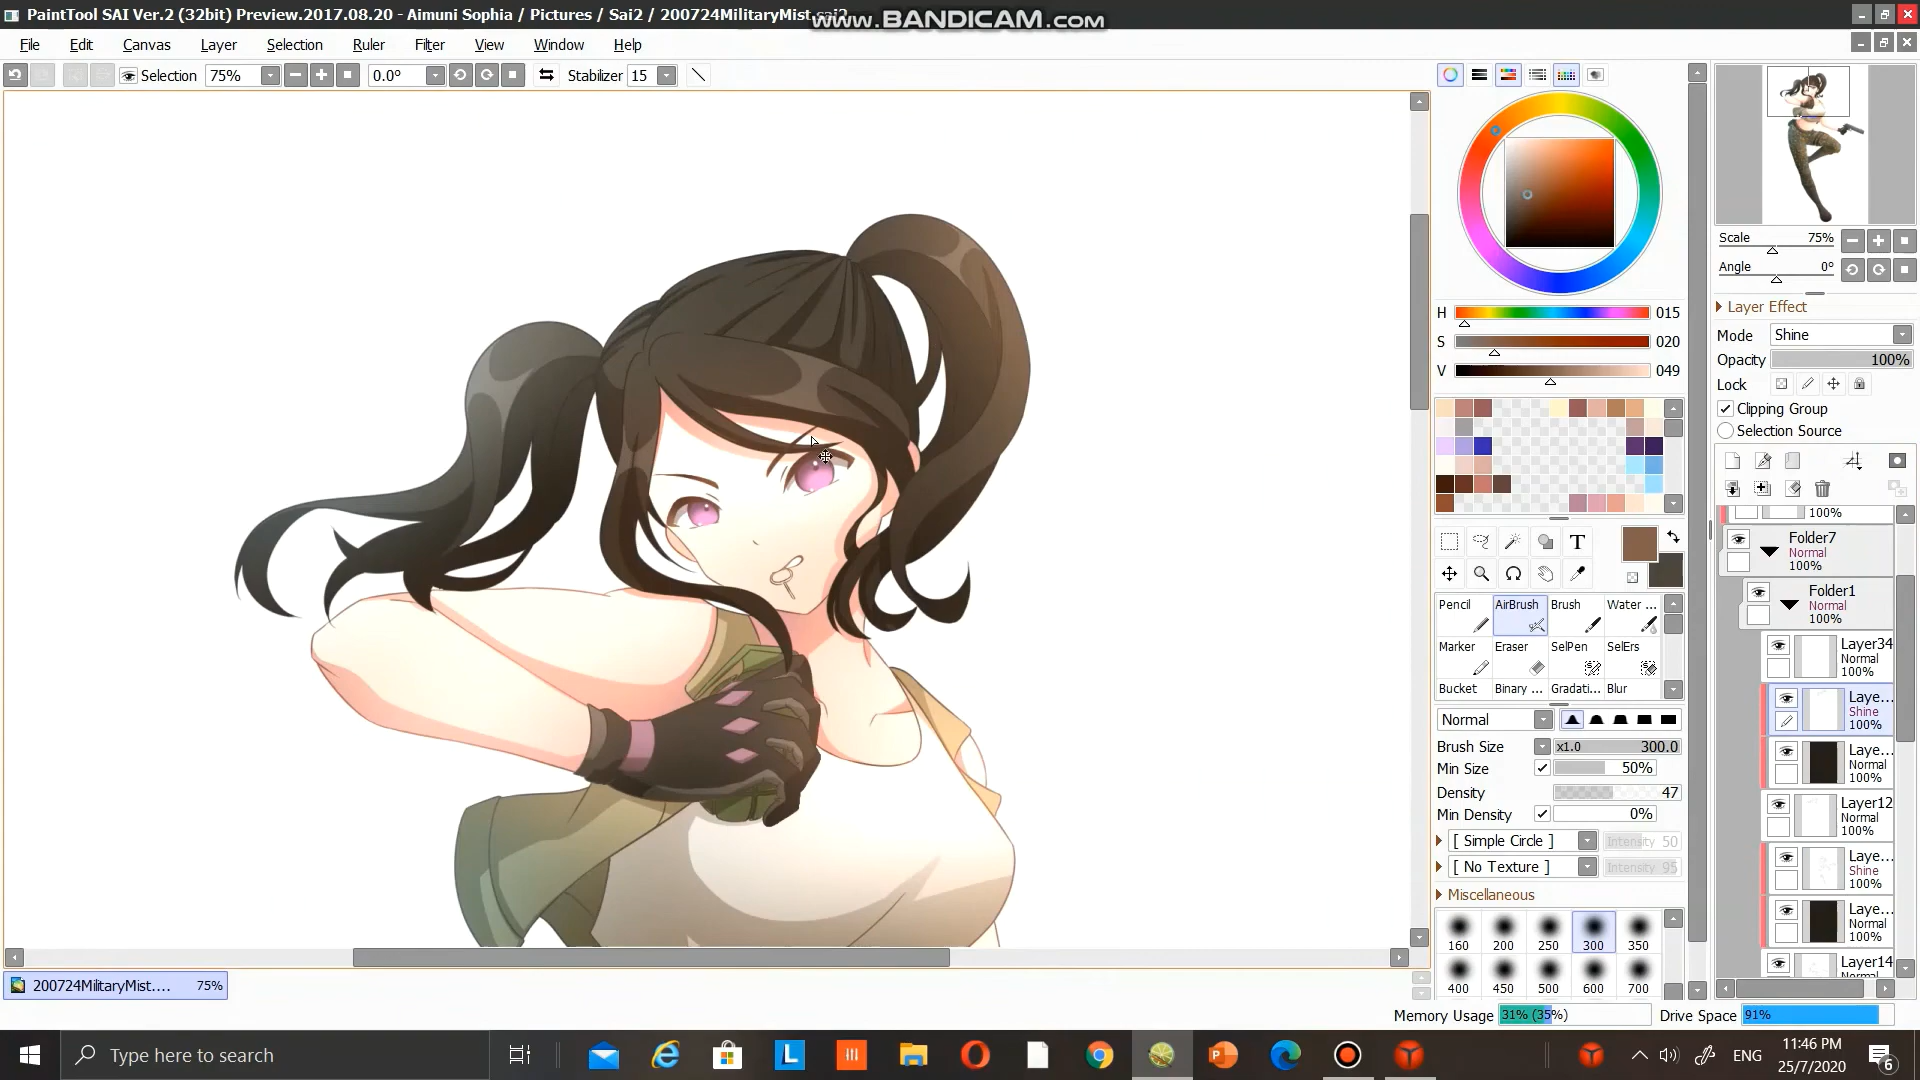 PaintTool SAI Ver.2 (32bit) Preview.2017.08.20 - Aimuni Sophia / Pictures / Sai2 / 200724MilitaryMist.sai2
www.BANDICAM.com
File Edit Canvas Layer Selection Ruler Filter View Window Help
Selection 75% 0.0° Stabilizer 15
Scale 75%
Angle 0°
H 015
S 020
V 049
Layer Effect
Mode Shine
Opacity 100%
Lock
Clipping Group
Selection Source
100%
Folder7
Normal
100%
Folder1
Normal
100%
Layer34
Normal
100%
Laye...
Shine
100%
Laye...
Normal
100%
Layer12
Normal
100%
Laye...
Shine
100%
Laye...
Normal
100%
Layer14
Normal
T
Pencil AirBrush Brush Water ...
Marker Eraser SelPen SelErs
Bucket Binary ... Gradati... Blur
Normal
Brush Size x1.0 300.0
Min Size 50%
Density 47
Min Density 0%
[ Simple Circle ] Intensity 50
[ No Texture ] Intensity 95
Miscellaneous
160 200 250 300 350
400 450 500 600 700
200724MilitaryMist.... 75%
Memory Usage 31% (35%) Drive Space 91%
Type here to search
L
ENG
11:46 PM
25/7/2020
6